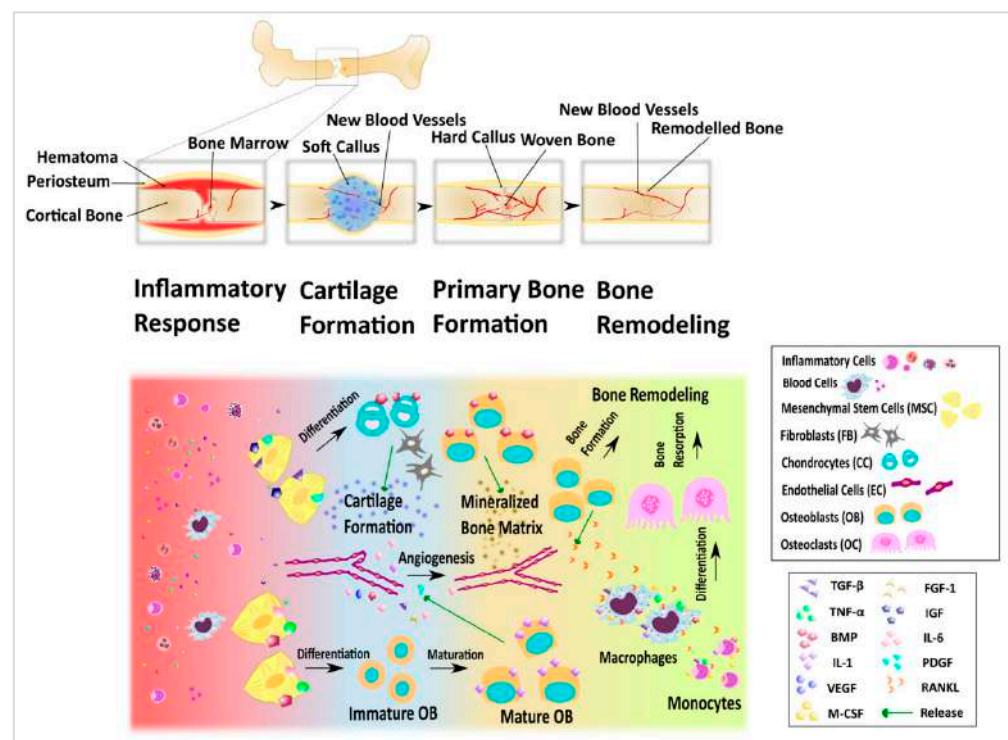 New Blood Vessels
Hard Callus
New Blood Vessels
Bone Marrow
Soft Callus
Woven Bone
Remodelled Bone
Hematoma
Periosteum
Cortical Bone
Inflammatory
Response
Cartilage
Formation
Primary Bone
Formation
Bone
Remodeling
Differentiation
Cartilage
Formation
Mineralized
Bone Matrix
Bone
Formation
Bone Remodeling
Bone
Resorption
Angiogenesis
Differentiation
Differentiation
Maturation
Immature OB
Mature OB
Macrophages
Monocytes
Inflammatory Cells
Blood Cells
Mesenchymal Stem Cells (MSC)
Fibroblasts (FB)
Chondrocytes (CC)
Endothelial Cells (EC)
Osteoblasts (OB)
Osteoclasts (OC)
TGF-β
FGF-1
TNF-α
IGF
BMP
IL-6
IL-1
PDGF
VEGF
RANKL
M-CSF
Release